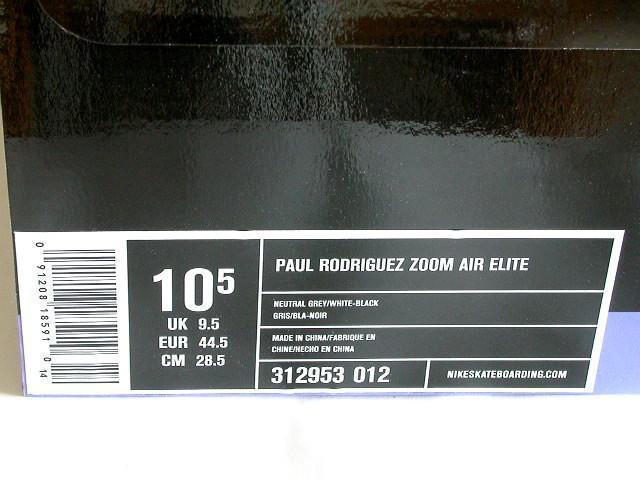 0 91208 18591 0 14
10⁵
UK 9.5
EUR 44.5
CM 28.5
PAUL RODRIGUEZ ZOOM AIR ELITE
NEUTRAL GREY/WHITE-BLACK
GRIS/BLA-NOIR
MADE IN CHINA/FABRIQUE EN
CHINE/HECHO EN CHINA
312953 012
NIKESKATEBOARDING.COM